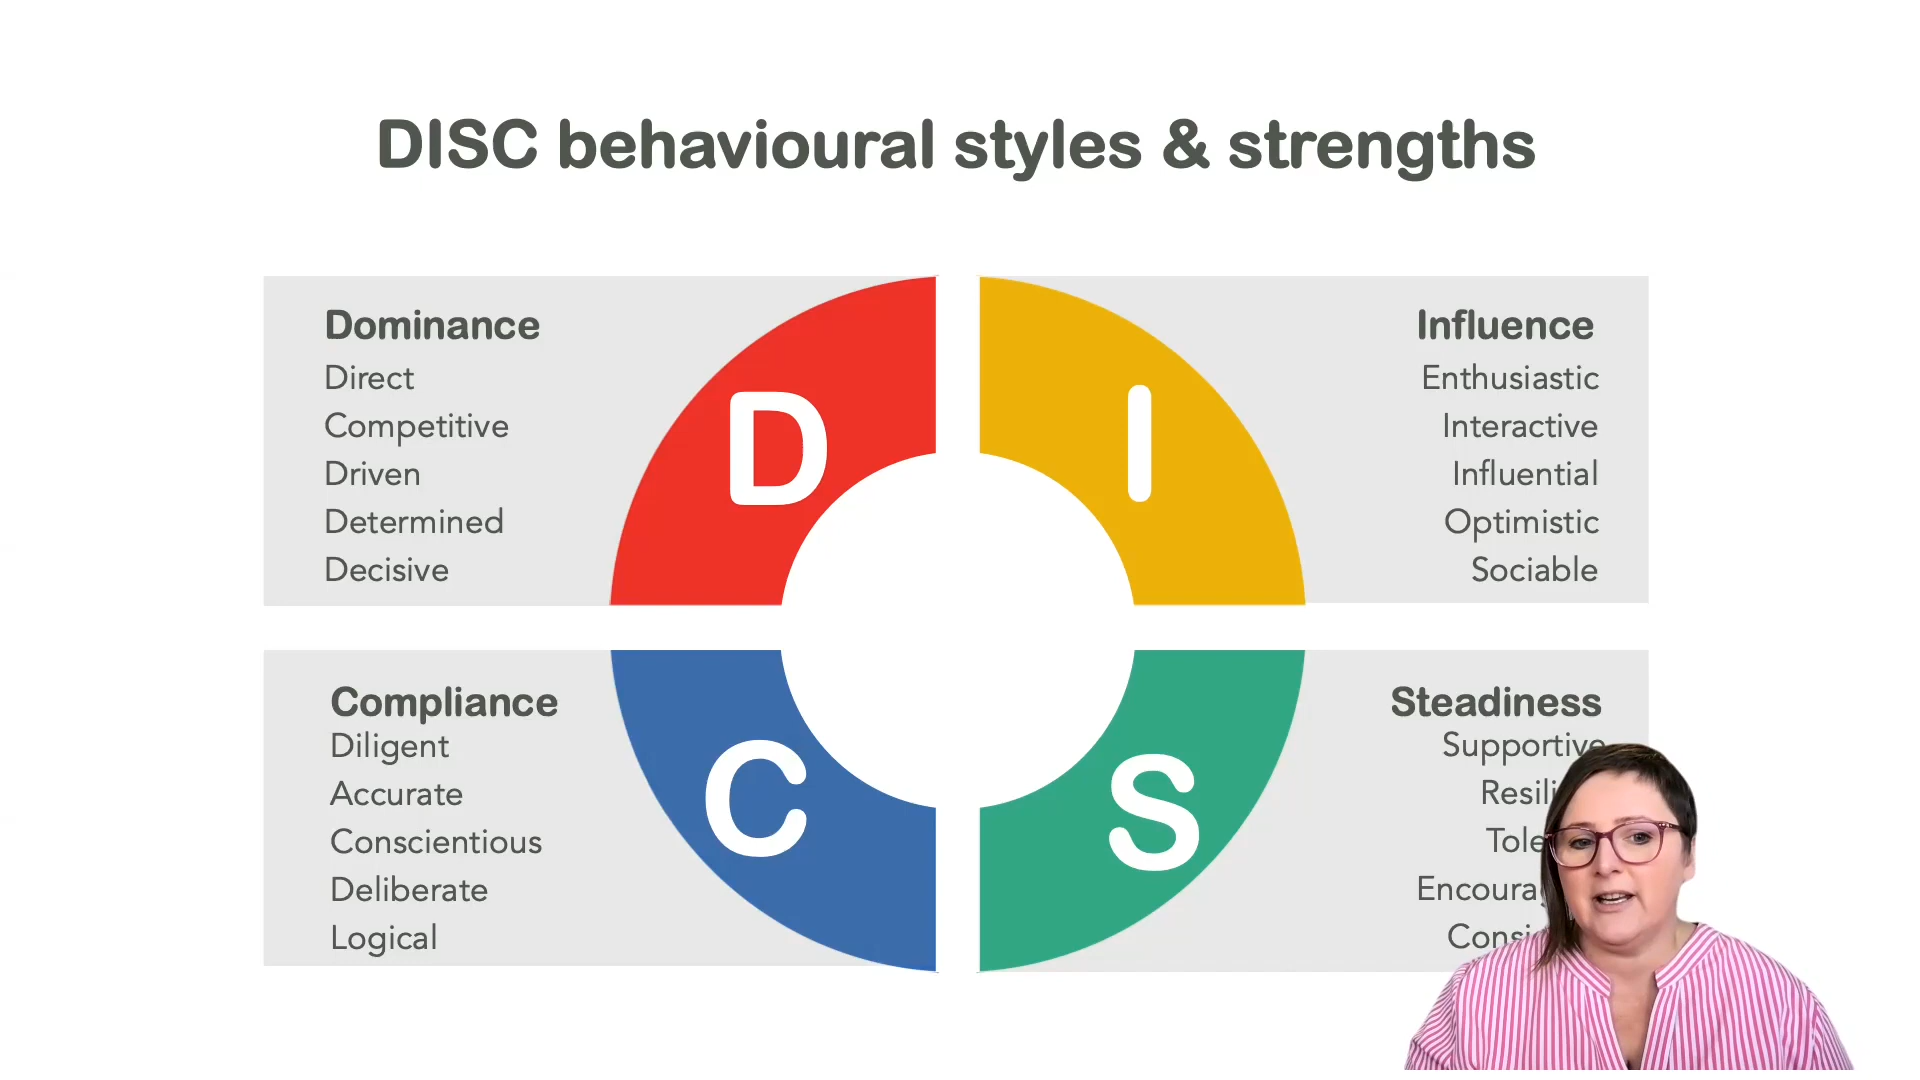 DISC behavioural styles & strengths
Dominance
Direct
Competitive
Driven
Determined
Decisive
D
I
Influence
Enthusiastic
Interactive
Influential
Optimistic
Sociable
Compliance
Diligent
Accurate
Conscientious
Deliberate
Logical
C
S
Steadiness
Supportive